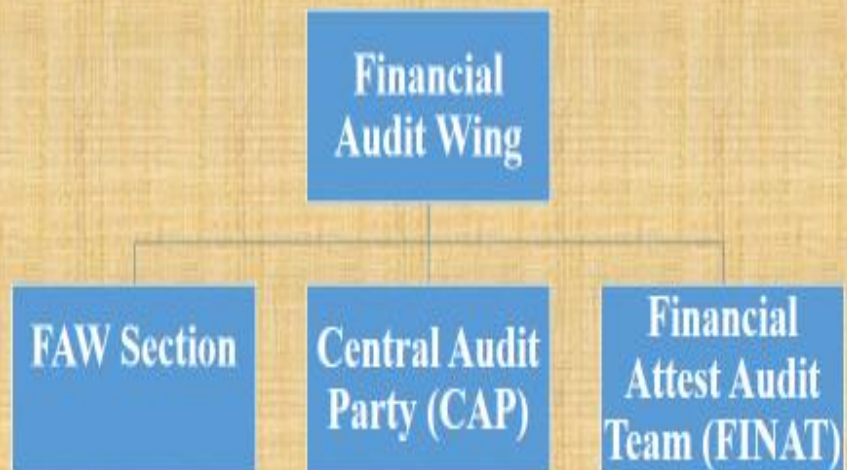 Financial
Audit Wing
FAW Section
Central Audit
Party (CAP)
Financial
Attest Audit
Team (FINAT)